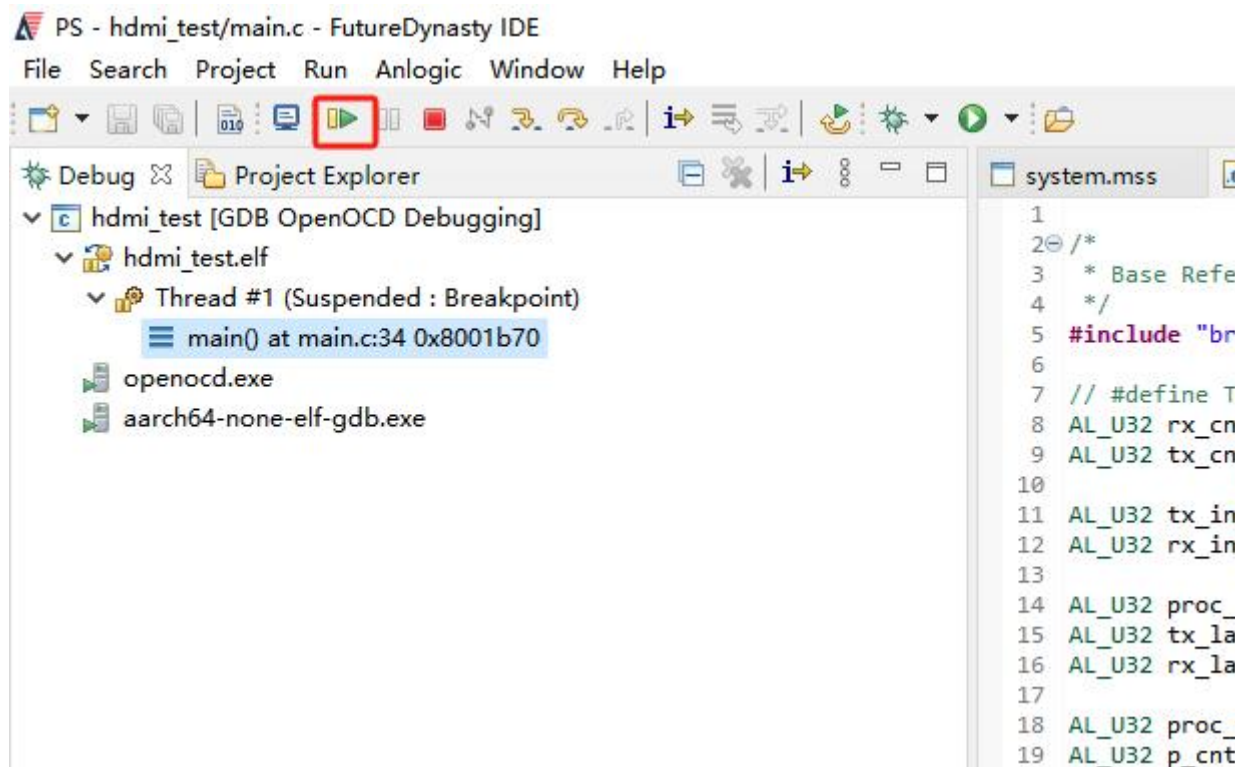 PS - hdmi_test/main.c - FutureDynasty IDE
File Search Project Run Anlogic Window Help
010
Debug Project Explorer
system.mss
hdmi_test [GDB OpenOCD Debugging]
hdmi_test.elf
Thread #1 (Suspended : Breakpoint)
main() at main.c:34 0x8001b70
openocd.exe
aarch64-none-elf-gdb.exe
1
2 /*
3 * Base Refe
4 */
5 #include "br
6
7 // #define T
8 AL_U32 rx_cn
9 AL_U32 tx_cn
10
11 AL_U32 tx_in
12 AL_U32 rx_in
13
14 AL_U32 proc_
15 AL_U32 tx_la
16 AL_U32 rx_la
17
18 AL_U32 proc_
19 AL_U32 p_cnt